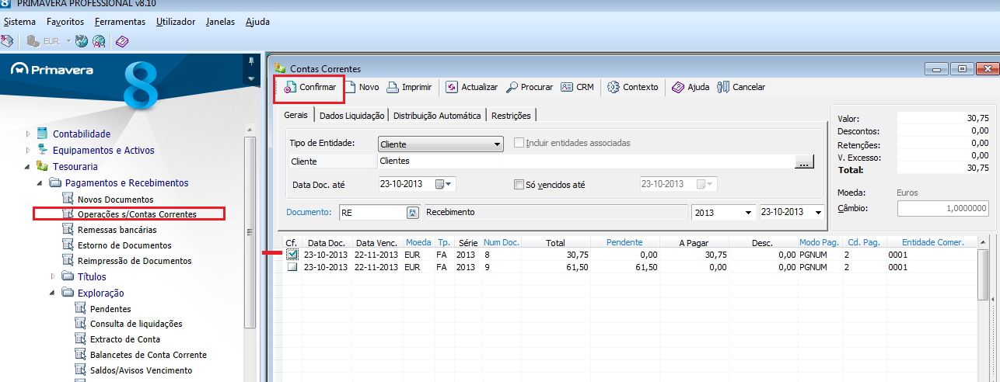 8 PRIMAVERA PROFESSIONAL v8.10
Sistema Favoritos Ferramentas Utilizador Janelas Ajuda
EUR
Primavera 8
Contabilidade
Equipamentos e Activos
Tesouraria
Pagamentos e Recebimentos
Novos Documentos
Operações s/Contas Correntes
Remessas bancárias
Estorno de Documentos
Reimpressão de Documentos
Títulos
Exploração
Pendentes
Consulta de liquidações
Extracto de Conta
Balancetes de Conta Corrente
Saldos/Avisos Vencimento
Contas Correntes
Confirmar Novo Imprimir Actualizar Procurar CRM Contexto Ajuda Cancelar
Gerais Dados Liquidação Distribuição Automática Restrições
Tipo de Entidade: Cliente Incluir entidades associadas
Cliente Clientes ...
Data Doc. até 23-10-2013 Só vencidos até 23-10-2013
Documento: RE Recebimento 2013 23-10-2013
Valor: 30,75
Descontos: 0,00
Retenções: 0,00
V. Excesso: 0,00
Total: 30,75
Moeda: Euros
Câmbio: 1,0000000
Cf. Data Doc. Data Venc. Moeda Tp. Série Num Doc. Total Pendente A Pagar Desc. Modo Pag. Cd. Pag. Entidade Comer.
23-10-2013 22-11-2013 EUR FA 2013 8 30,75 0,00 30,75 0,00 PGNUM 2 0001
23-10-2013 22-11-2013 EUR FA 2013 9 61,50 61,50 0,00 0,00 PGNUM 2 0001